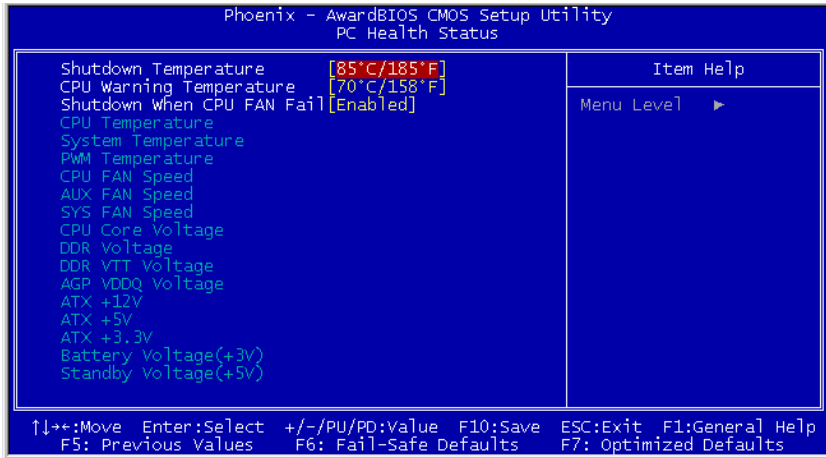 Phoenix - AwardBIOS CMOS Setup Utility
PC Health Status
Shutdown Temperature [85°C/185°F]
CPU Warning Temperature [70°C/158°F]
Shutdown When CPU FAN Fail[Enabled]
CPU Temperature
System Temperature
PWM Temperature
CPU FAN Speed
AUX FAN Speed
SYS FAN Speed
CPU Core Voltage
DDR Voltage
DDR VTT Voltage
AGP VDDQ Voltage
ATX +12V
ATX +5V
ATX +3.3V
Battery Voltage(+3V)
Standby Voltage(+5V)
Item Help
Menu Level ►
↑↓→←:Move Enter:Select +/-/PU/PD:Value F10:Save ESC:Exit F1:General Help
F5: Previous Values F6: Fail-Safe Defaults F7: Optimized Defaults